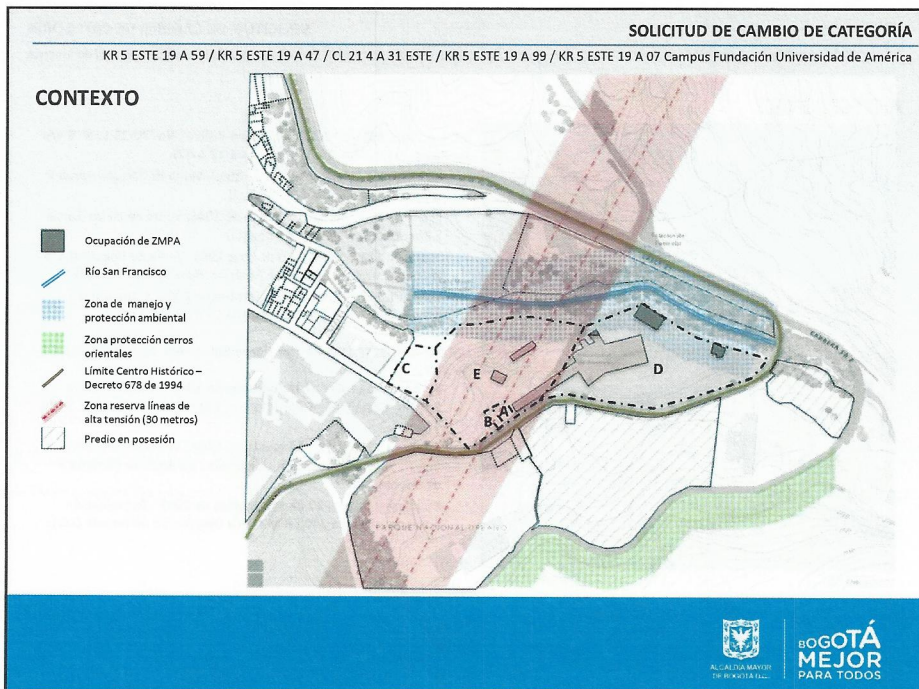 SOLICITUD DE CAMBIO DE CATEGORÍA
KR 5 ESTE 19 A 59 / KR 5 ESTE 19 A 47 / CL 21 4 A 31 ESTE / KR 5 ESTE 19 A 99 / KR 5 ESTE 19 A 07 Campus Fundación Universidad de América
CONTEXTO
Ocupación de ZMPA
Río San Francisco
Zona de manejo y
protección ambiental
Zona protección cerros
orientales
Límite Centro Histórico –
Decreto 678 de 1994
Zona reserva líneas de
alta tensión (30 metros)
Predio en posesión
C
E
D
B
A
PARQUE NACIONAL
ALCALDÍA MAYOR
DE BOGOTÁ D.C.
BOGOTÁ
MEJOR
PARA TODOS